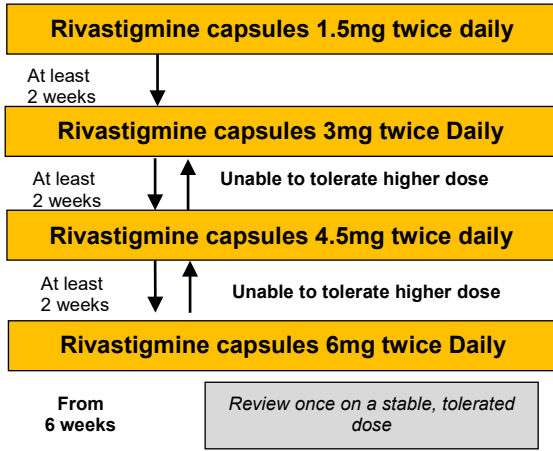 Rivastigmine capsules 1.5mg twice daily
At least
2 weeks
Rivastigmine capsules 3mg twice Daily
At least
2 weeks
Unable to tolerate higher dose
Rivastigmine capsules 4.5mg twice daily
At least
2 weeks
Unable to tolerate higher dose
Rivastigmine capsules 6mg twice Daily
From
6 weeks
Review once on a stable, tolerated
dose